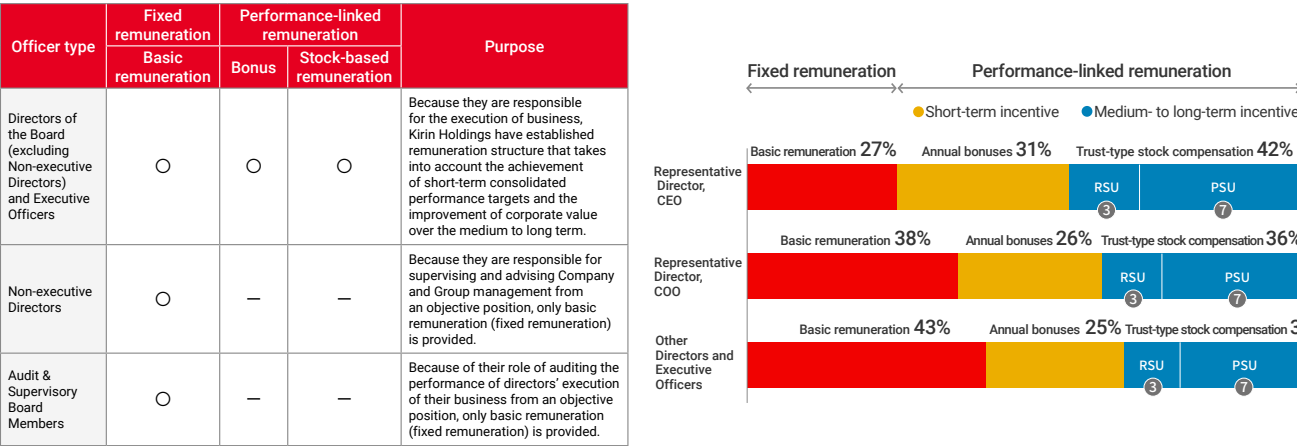 Officer type
Fixed
remuneration
Performance-linked
remuneration
Purpose
Basic
remuneration
Bonus
Stock-based
remuneration
Directors of
the Board
(excluding
Non-executive
Directors)
and Executive
Officers
○
○
○
Because they are responsible
for the execution of business,
Kirin Holdings have established
remuneration structure that takes
into account the achievement
of short-term consolidated
performance targets and the
improvement of corporate value
over the medium to long term.
Non-executive
Directors
○
—
—
Because they are responsible for
supervising and advising Company
and Group management from
an objective position, only basic
remuneration (fixed remuneration)
is provided.
Audit &
Supervisory
Board
Members
○
—
—
Because of their role of auditing the
performance of directors’ execution
of their business from an objective
position, only basic remuneration
(fixed remuneration) is provided.
Fixed remuneration
Performance-linked remuneration
Short-term incentive
Medium- to long-term incentive
Basic remuneration 27% Annual bonuses 31% Trust-type stock compensation 42%
Representative
Director,
CEO
RSU
PSU
3
7
Basic remuneration 38% Annual bonuses 26% Trust-type stock compensation 36%
Representative
Director,
COO
RSU
PSU
3
7
Basic remuneration 43% Annual bonuses 25% Trust-type stock compensation 3
Other
Directors and
Executive
Officers
RSU
PSU
3
7